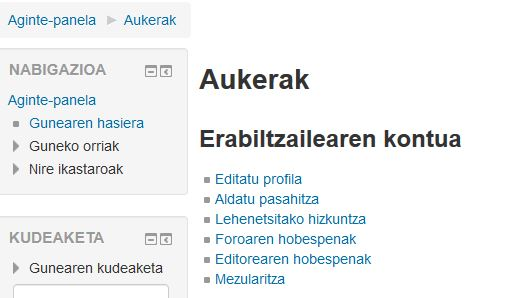 Aginte-panela ► Aukerak
NABIGAZIOA
Aginte-panela
Gunearen hasiera
Guneko orriak
Nire ikastaroak
KUDEAKETA
Gunearen kudeaketa
Aukerak
Erabiltzailearen kontua
Editatu profila
Aldatu pasahitza
Lehenetsitako hizkuntza
Foroaren hobespenak
Editorearen hobespenak
Mezularitza